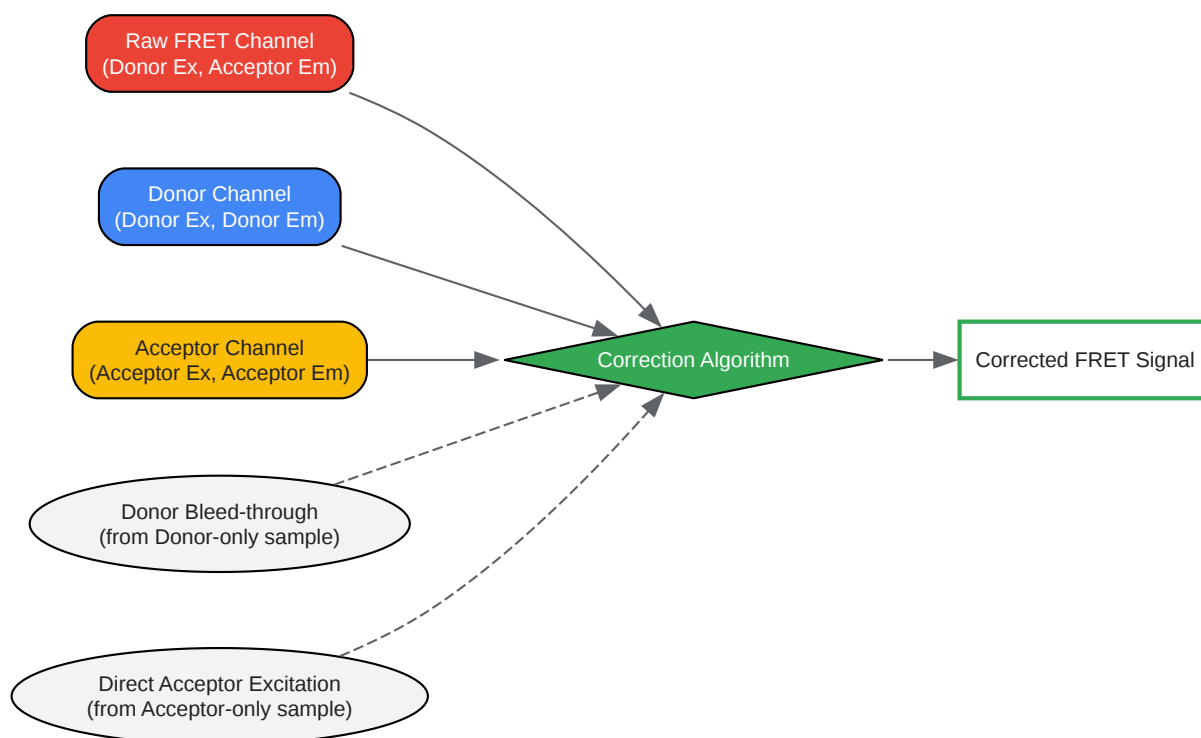 Raw FRET Channel
(Donor Ex, Acceptor Em)
Donor Channel
(Donor Ex, Donor Em)
Acceptor Channel
(Acceptor Ex, Acceptor Em)
Correction Algorithm
Corrected FRET Signal
Donor Bleed-through
(from Donor-only sample)
Direct Acceptor Excitation
(from Acceptor-only sample)